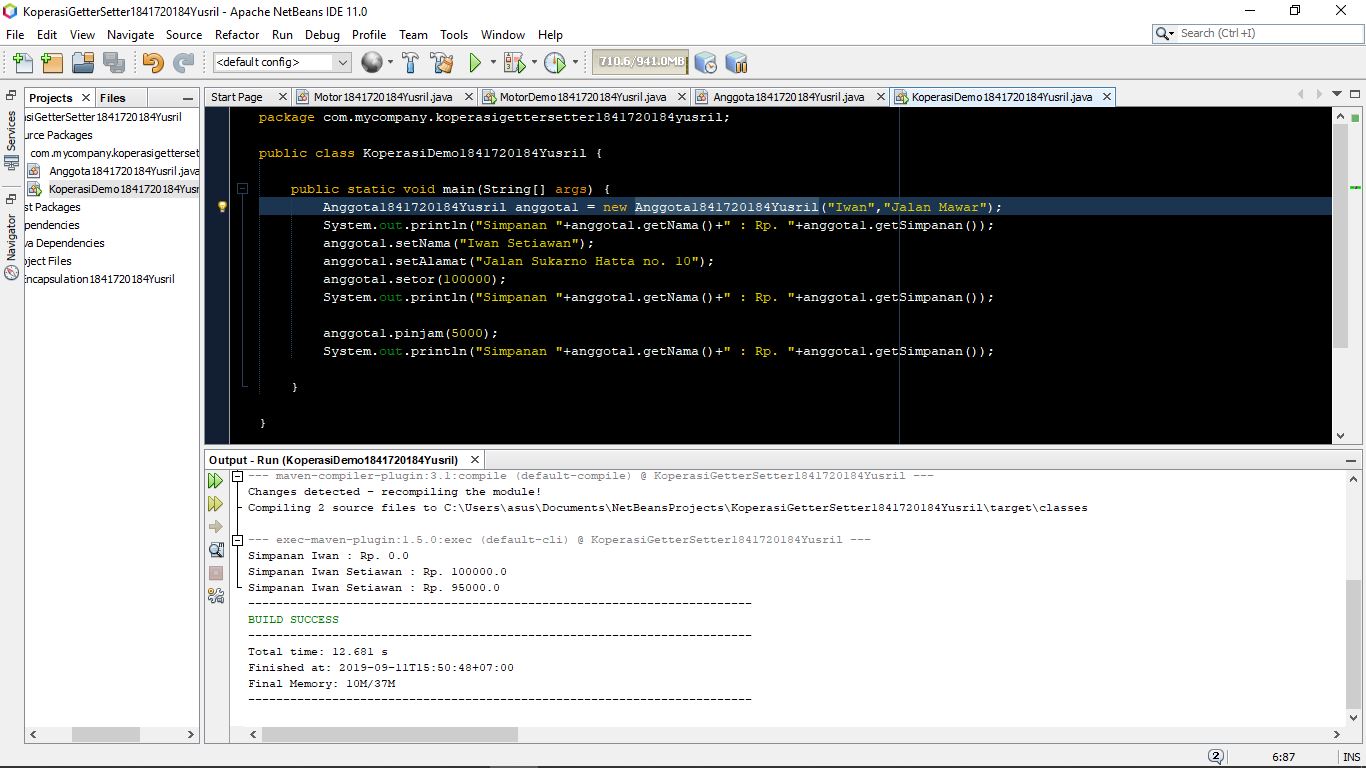 KoperasiGetterSetter1841720184Yusril - Apache NetBeans IDE 11.0
File Edit View Navigate Source Refactor Run Debug Profile Team Tools Window Help
Search (Ctrl+I)
<default config>
710.6/941.0MB
Services
Navigator
Projects Files
siGetterSetter1841720184Yusril
urce Packages
com.mycompany.koperasigetterset
Anggota1841720184Yusril.java
KoperasiDemo1841720184Yusr
st Packages
pendencies
va Dependencies
oject Files
Encapsulation1841720184Yusril
Start Page Motor1841720184Yusril.java MotorDemo1841720184Yusril.java Anggota1841720184Yusril.java KoperasiDemo1841720184Yusril.java
package com.mycompany.koperasigettersetter1841720184yusril;
public class KoperasiDemo1841720184Yusril {
public static void main(String[] args) {
Anggota1841720184Yusril anggota1 = new Anggota1841720184Yusril("Iwan","Jalan Mawar");
System.out.println("Simpanan "+anggota1.getNama()+" : Rp. "+anggota1.getSimpanan());
anggota1.setNama("Iwan Setiawan");
anggota1.setAlamat("Jalan Sukarno Hatta no. 10");
anggota1.setor(100000);
System.out.println("Simpanan "+anggota1.getNama()+" : Rp. "+anggota1.getSimpanan());
anggota1.pinjam(5000);
System.out.println("Simpanan "+anggota1.getNama()+" : Rp. "+anggota1.getSimpanan());
}
}
Output - Run (KoperasiDemo1841720184Yusril)
--- maven-compiler-plugin:3.1:compile (default-compile) @ KoperasiGetterSetter1841720184Yusril ---
Changes detected - recompiling the module!
Compiling 2 source files to C:\Users\asus\Documents\NetBeansProjects\KoperasiGetterSetter1841720184Yusril\target\classes
--- exec-maven-plugin:1.5.0:exec (default-cli) @ KoperasiGetterSetter1841720184Yusril ---
Simpanan Iwan : Rp. 0.0
Simpanan Iwan Setiawan : Rp. 100000.0
Simpanan Iwan Setiawan : Rp. 95000.0
------------------------------------------------------------------------
BUILD SUCCESS
------------------------------------------------------------------------
Total time: 12.681 s
Finished at: 2019-09-11T15:50:48+07:00
Final Memory: 10M/37M
------------------------------------------------------------------------
2 6:87 INS